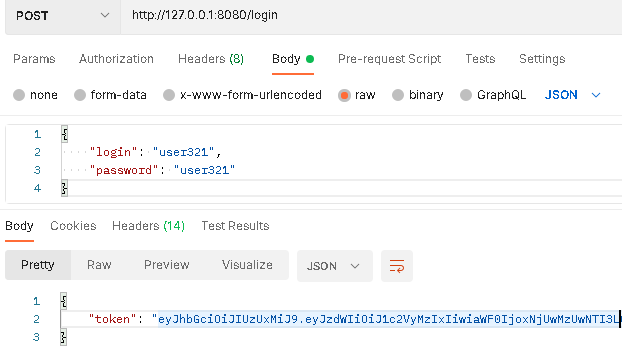 POST http://127.0.0.1:8080/login
Params Authorization Headers (8) Body Pre-request Script Tests Settings
none form-data x-www-form-urlencoded raw binary GraphQL JSON
1 {
2 "login": "user321",
3 "password": "user321"
4 }
Body Cookies Headers (14) Test Results
Pretty Raw Preview Visualize JSON
1 {
2 "token": "eyJhbGciOiJIUzUxMiJ9.eyJzdWIiOiJ1c2VyMzIxIiwiaWF0IjoxNjUwMzUwNTI3L
3 }